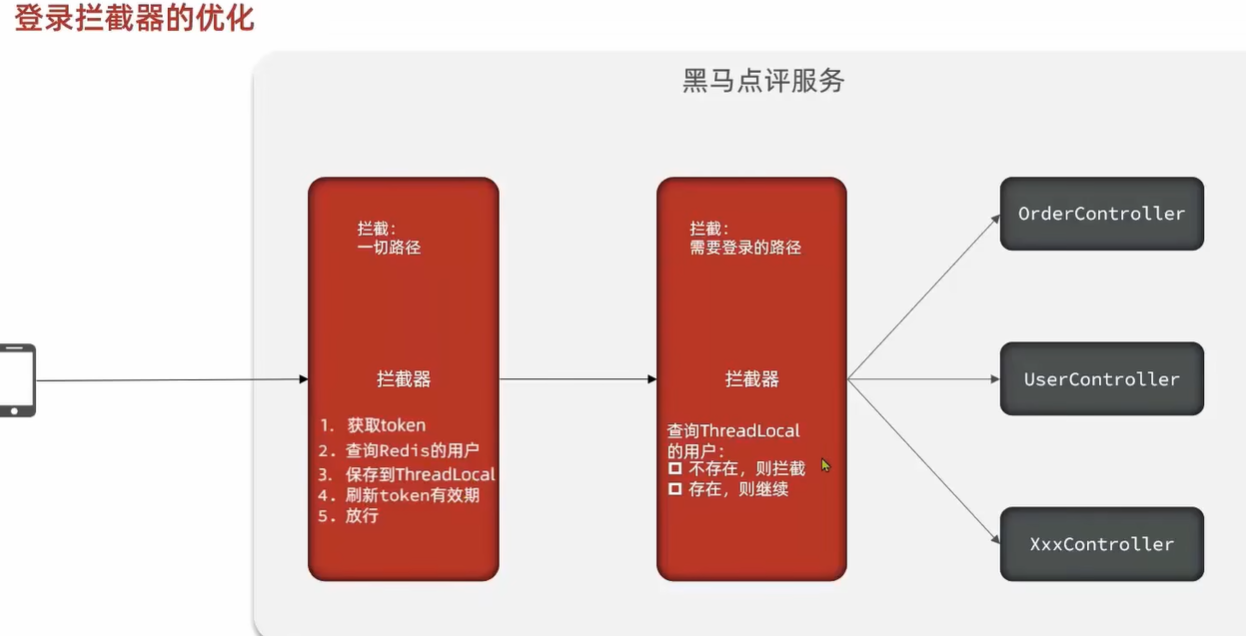 登录拦截器的优化
黑马点评服务
拦截：
一切路径
拦截器
1. 获取token
2. 查询Redis的用户
3. 保存到ThreadLocal
4. 刷新token有效期
5. 放行
拦截：
需要登录的路径
拦截器
查询ThreadLocal
的用户：
不存在，则拦截
存在，则继续
OrderController
UserController
XxxController